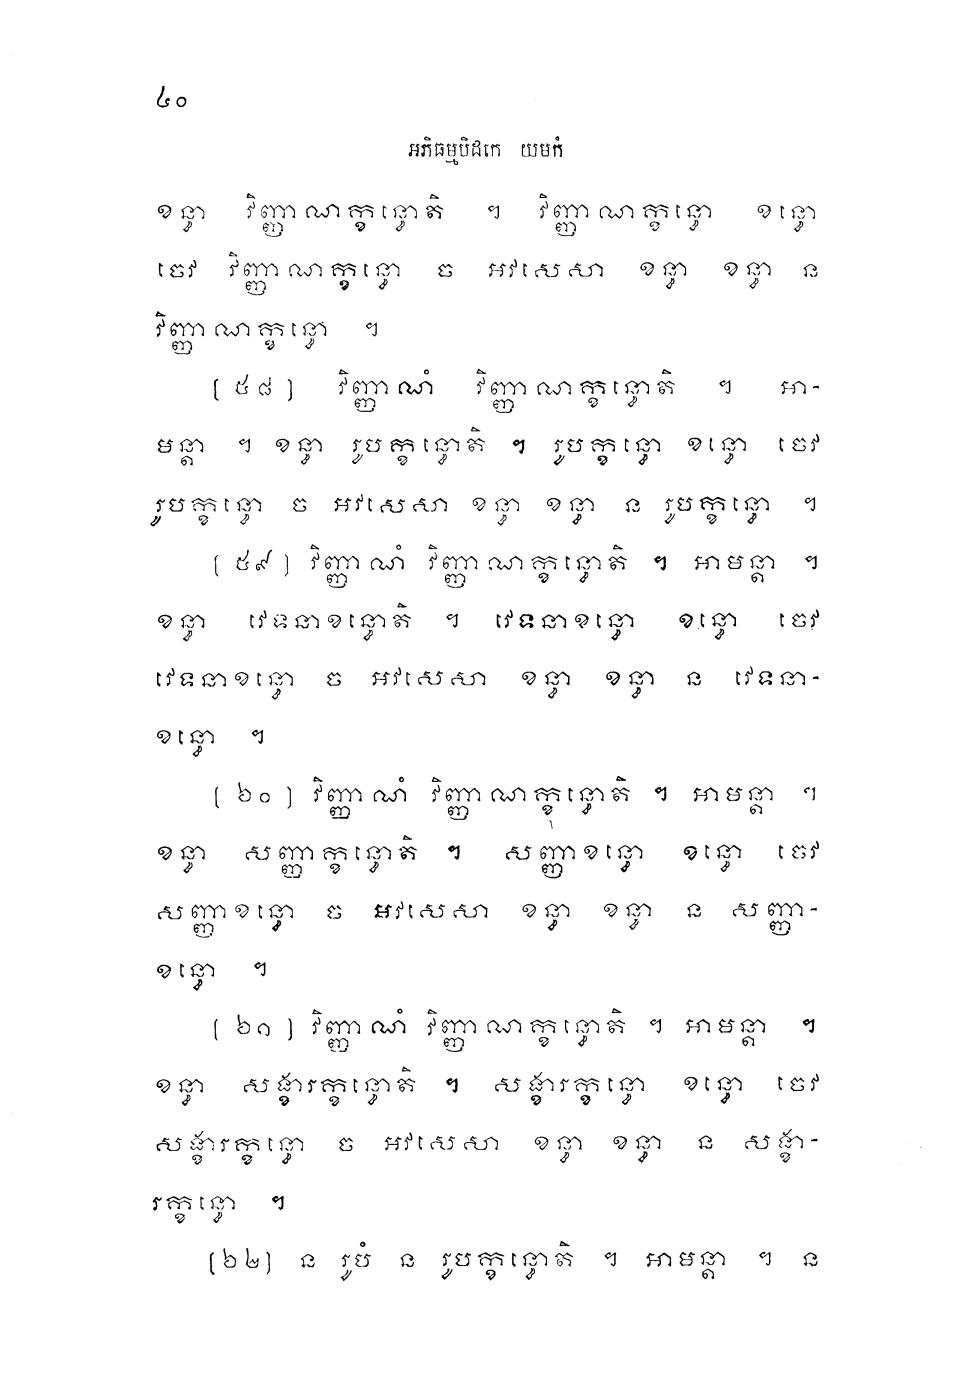 ៤០
អភិធម្មបិដកេ យមកំ
ខន្ធា វិញ្ញាណក្ខន្ធោតិ ។ វិញ្ញាណក្ខន្ធោ ខន្ធោ
ចេវ វិញ្ញាណក្ខន្ធោ ច អវសេសា ខន្ធា ខន្ធា ន
វិញ្ញាណក្ខន្ធោ ។
(៥៨) វិញ្ញាណំ វិញ្ញាណក្ខន្ធោតិ ។ អា-
មន្តា ។ ខន្ធា រូបក្ខន្ធោតិ ។ រូបក្ខន្ធោ ខន្ធោ ចេវ
រូបក្ខន្ធោ ច អវសេសា ខន្ធា ខន្ធា ន រូបក្ខន្ធោ ។
(៥៩) វិញ្ញាណំ វិញ្ញាណក្ខន្ធោតិ ។ អាមន្តា ។
ខន្ធា វេទនាខន្ធោតិ ។ វេទនាខន្ធោ ខន្ធោ ចេវ
វេទនាខន្ធោ ច អវសេសា ខន្ធា ខន្ធា ន វេទនា-
ខន្ធោ ។
(៦០) វិញ្ញាណំ វិញ្ញាណក្ខន្ធោតិ ។ អាមន្តា ។
ខន្ធា សញ្ញាក្ខន្ធោតិ ។ សញ្ញាខន្ធោ ខន្ធោ ចេវ
សញ្ញាខន្ធោ ច អវសេសា ខន្ធា ខន្ធា ន សញ្ញា-
ខន្ធោ ។
(៦១) វិញ្ញាណំ វិញ្ញាណក្ខន្ធោតិ ។ អាមន្តា ។
ខន្ធា សង្ខារក្ខន្ធោតិ ។ សង្ខារក្ខន្ធោ ខន្ធោ ចេវ
សង្ខារក្ខន្ធោ ច អវសេសា ខន្ធា ខន្ធា ន សង្ខា-
រក្ខន្ធោ ។
(៦២) ន រូបំ ន រូបក្ខន្ធោតិ ។ អាមន្តា ។ ន